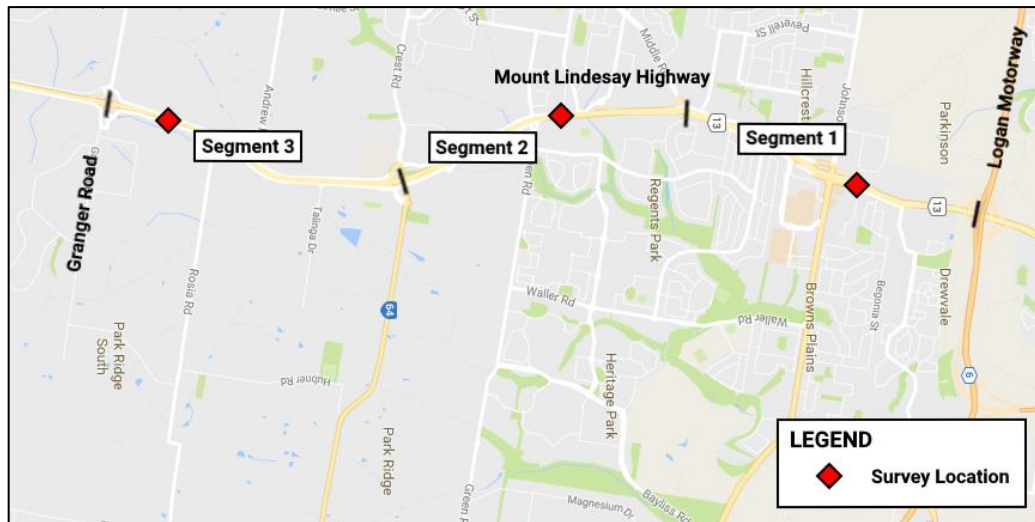 Peverell St
Crest Rd
Middle Rd
Mount Lindesay Highway
Hillcrest
Logan Motorway
Parkinson
13
Segment 1
Segment 2
Segment 3
Granger Road
Regents Park
13
Talinga Dr
Rosia Rd
Waller Rd
Waller Rd
Begonia St
Drewvale
Browns Plains
64
Park Ridge
South
Hubner Rd
Heritage Park
6
Park Ridge
LEGEND
Survey Location
Bayliss Rd
Magnesium Dr